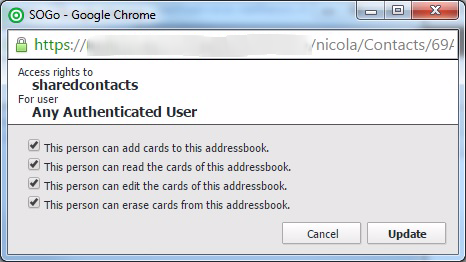 SOGo - Google Chrome
https:// /nicola/Contacts/69
Access rights to
sharedcontacts
For user
Any Authenticated User
This person can add cards to this addressbook.
This person can read the cards of this addressbook.
This person can edit the cards of this addressbook.
This person can erase cards from this addressbook.
Cancel Update